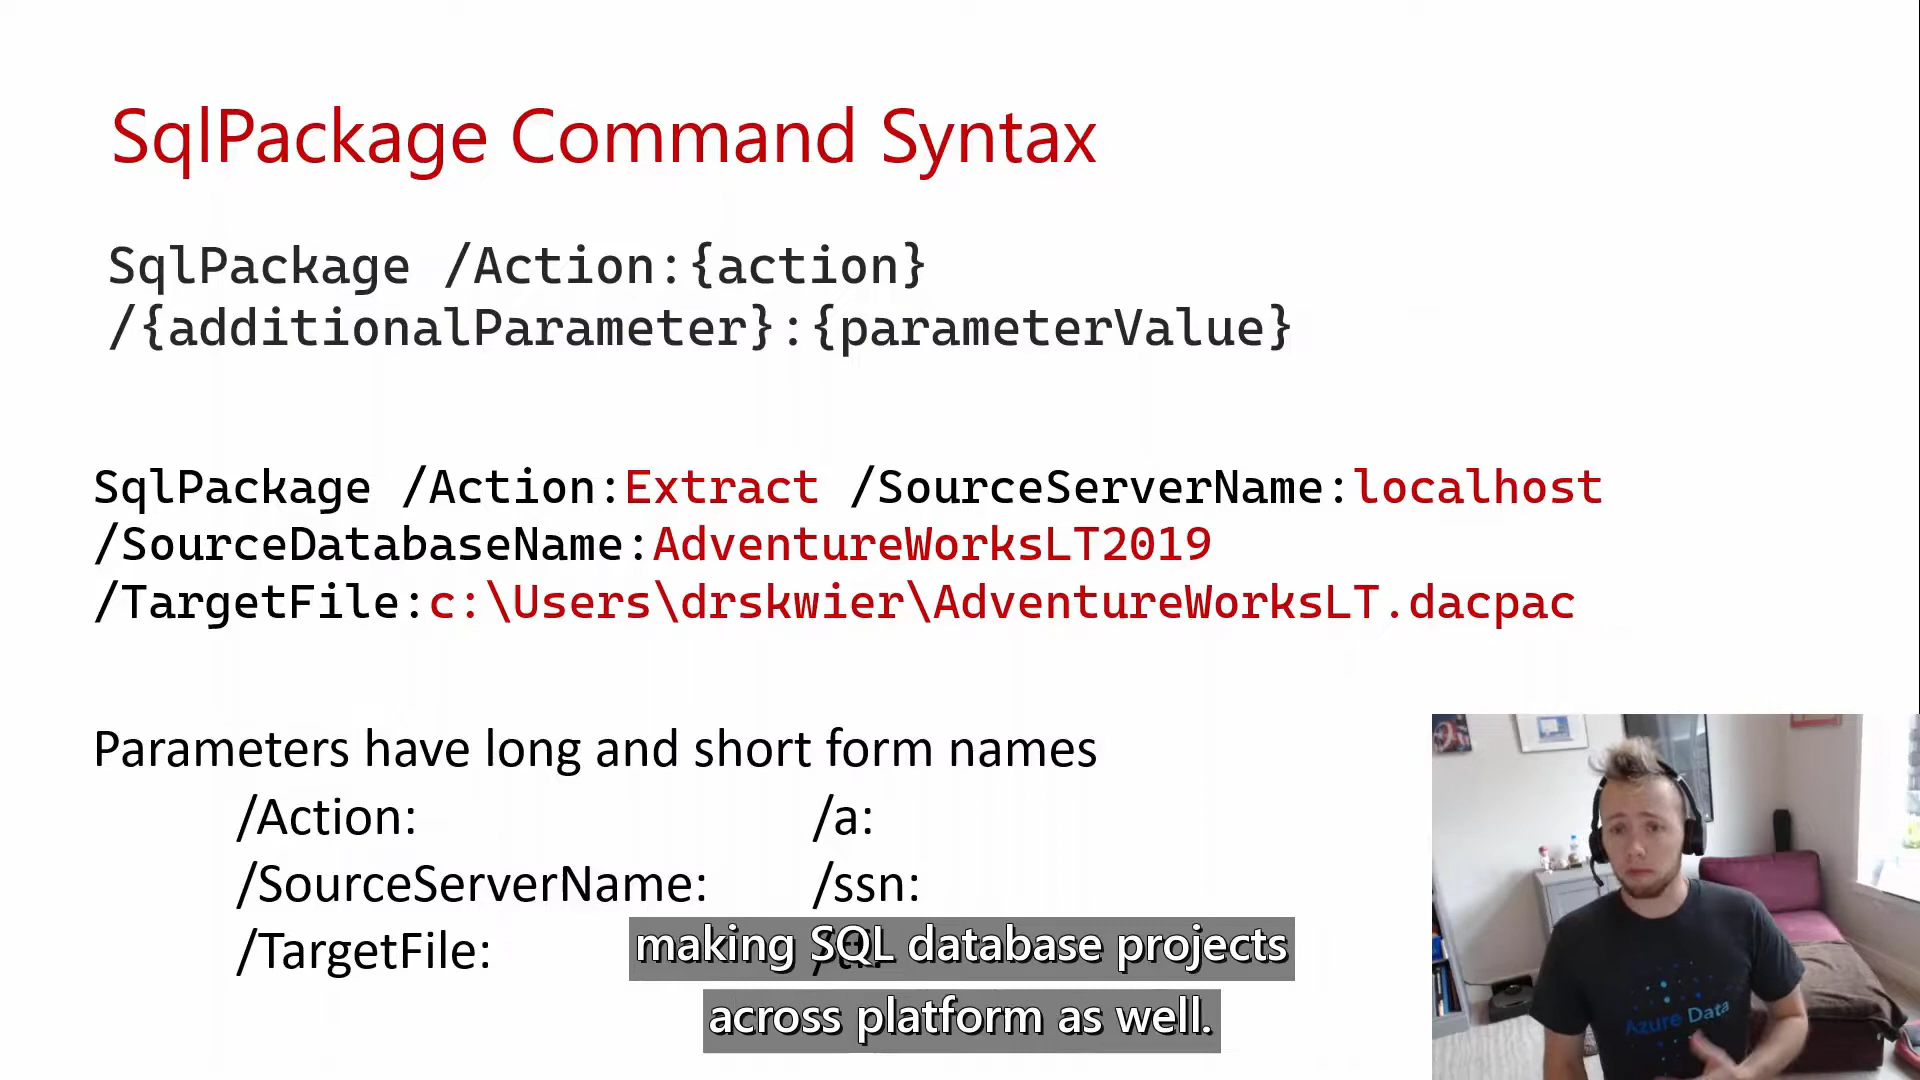 SqlPackage Command Syntax
SqlPackage /Action:{action}
/{additionalParameter}:{parameterValue}
SqlPackage /Action:Extract /SourceServerName:localhost
/SourceDatabaseName:AdventureWorksLT2019
/TargetFile:c:\Users\drskwier\AdventureWorksLT.dacpac
Parameters have long and short form names
/Action: /a:
/SourceServerName: /ssn:
/TargetFile:
making SQL database projects
across platform as well.
Azure Data